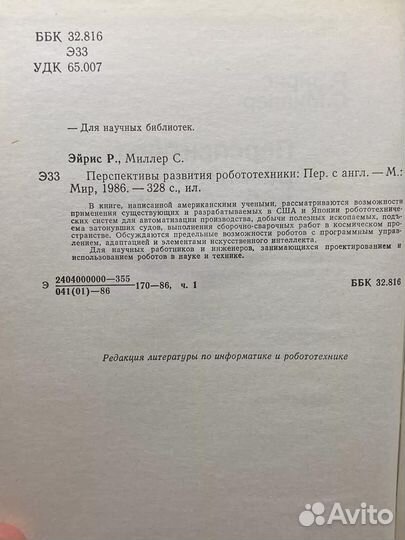 ББК 32.816
Э33
УДК 65.007
— Для научных библиотек.
Эйрис Р., Миллер С.
Э33 Перспективы развития робототехники: Пер. с англ. — М.:
Мир, 1986. — 328 с., ил.
В книге, написанной американскими учеными, рассматриваются возможности
применения существующих и разрабатываемых в США и Японии робототехни-
ческих систем для автоматизации производства, добычи полезных ископаемых, подъ-
ема затонувших судов, выполнения сборочно-сварочных работ в космическом про-
странстве. Обсуждаются предельные возможности роботов с программным управ-
лением, адаптацией и элементами искусственного интеллекта.
Для научных работников и инженеров, занимающихся проектированием и
использованием роботов в науке и технике.
Э 2404000000—355
041(01)—86 —170—86, ч. 1 ББК 32.816
Редакция литературы по информатике и робототехнике
Avito